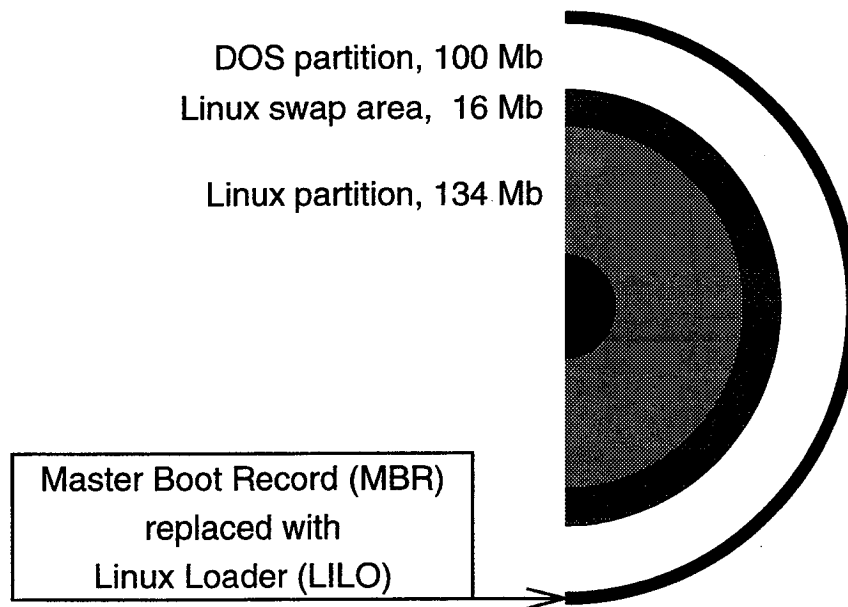 DOS partition, 100 Mb
Linux swap area, 16 Mb
Linux partition, 134 Mb
Master Boot Record (MBR)
replaced with
Linux Loader (LILO)